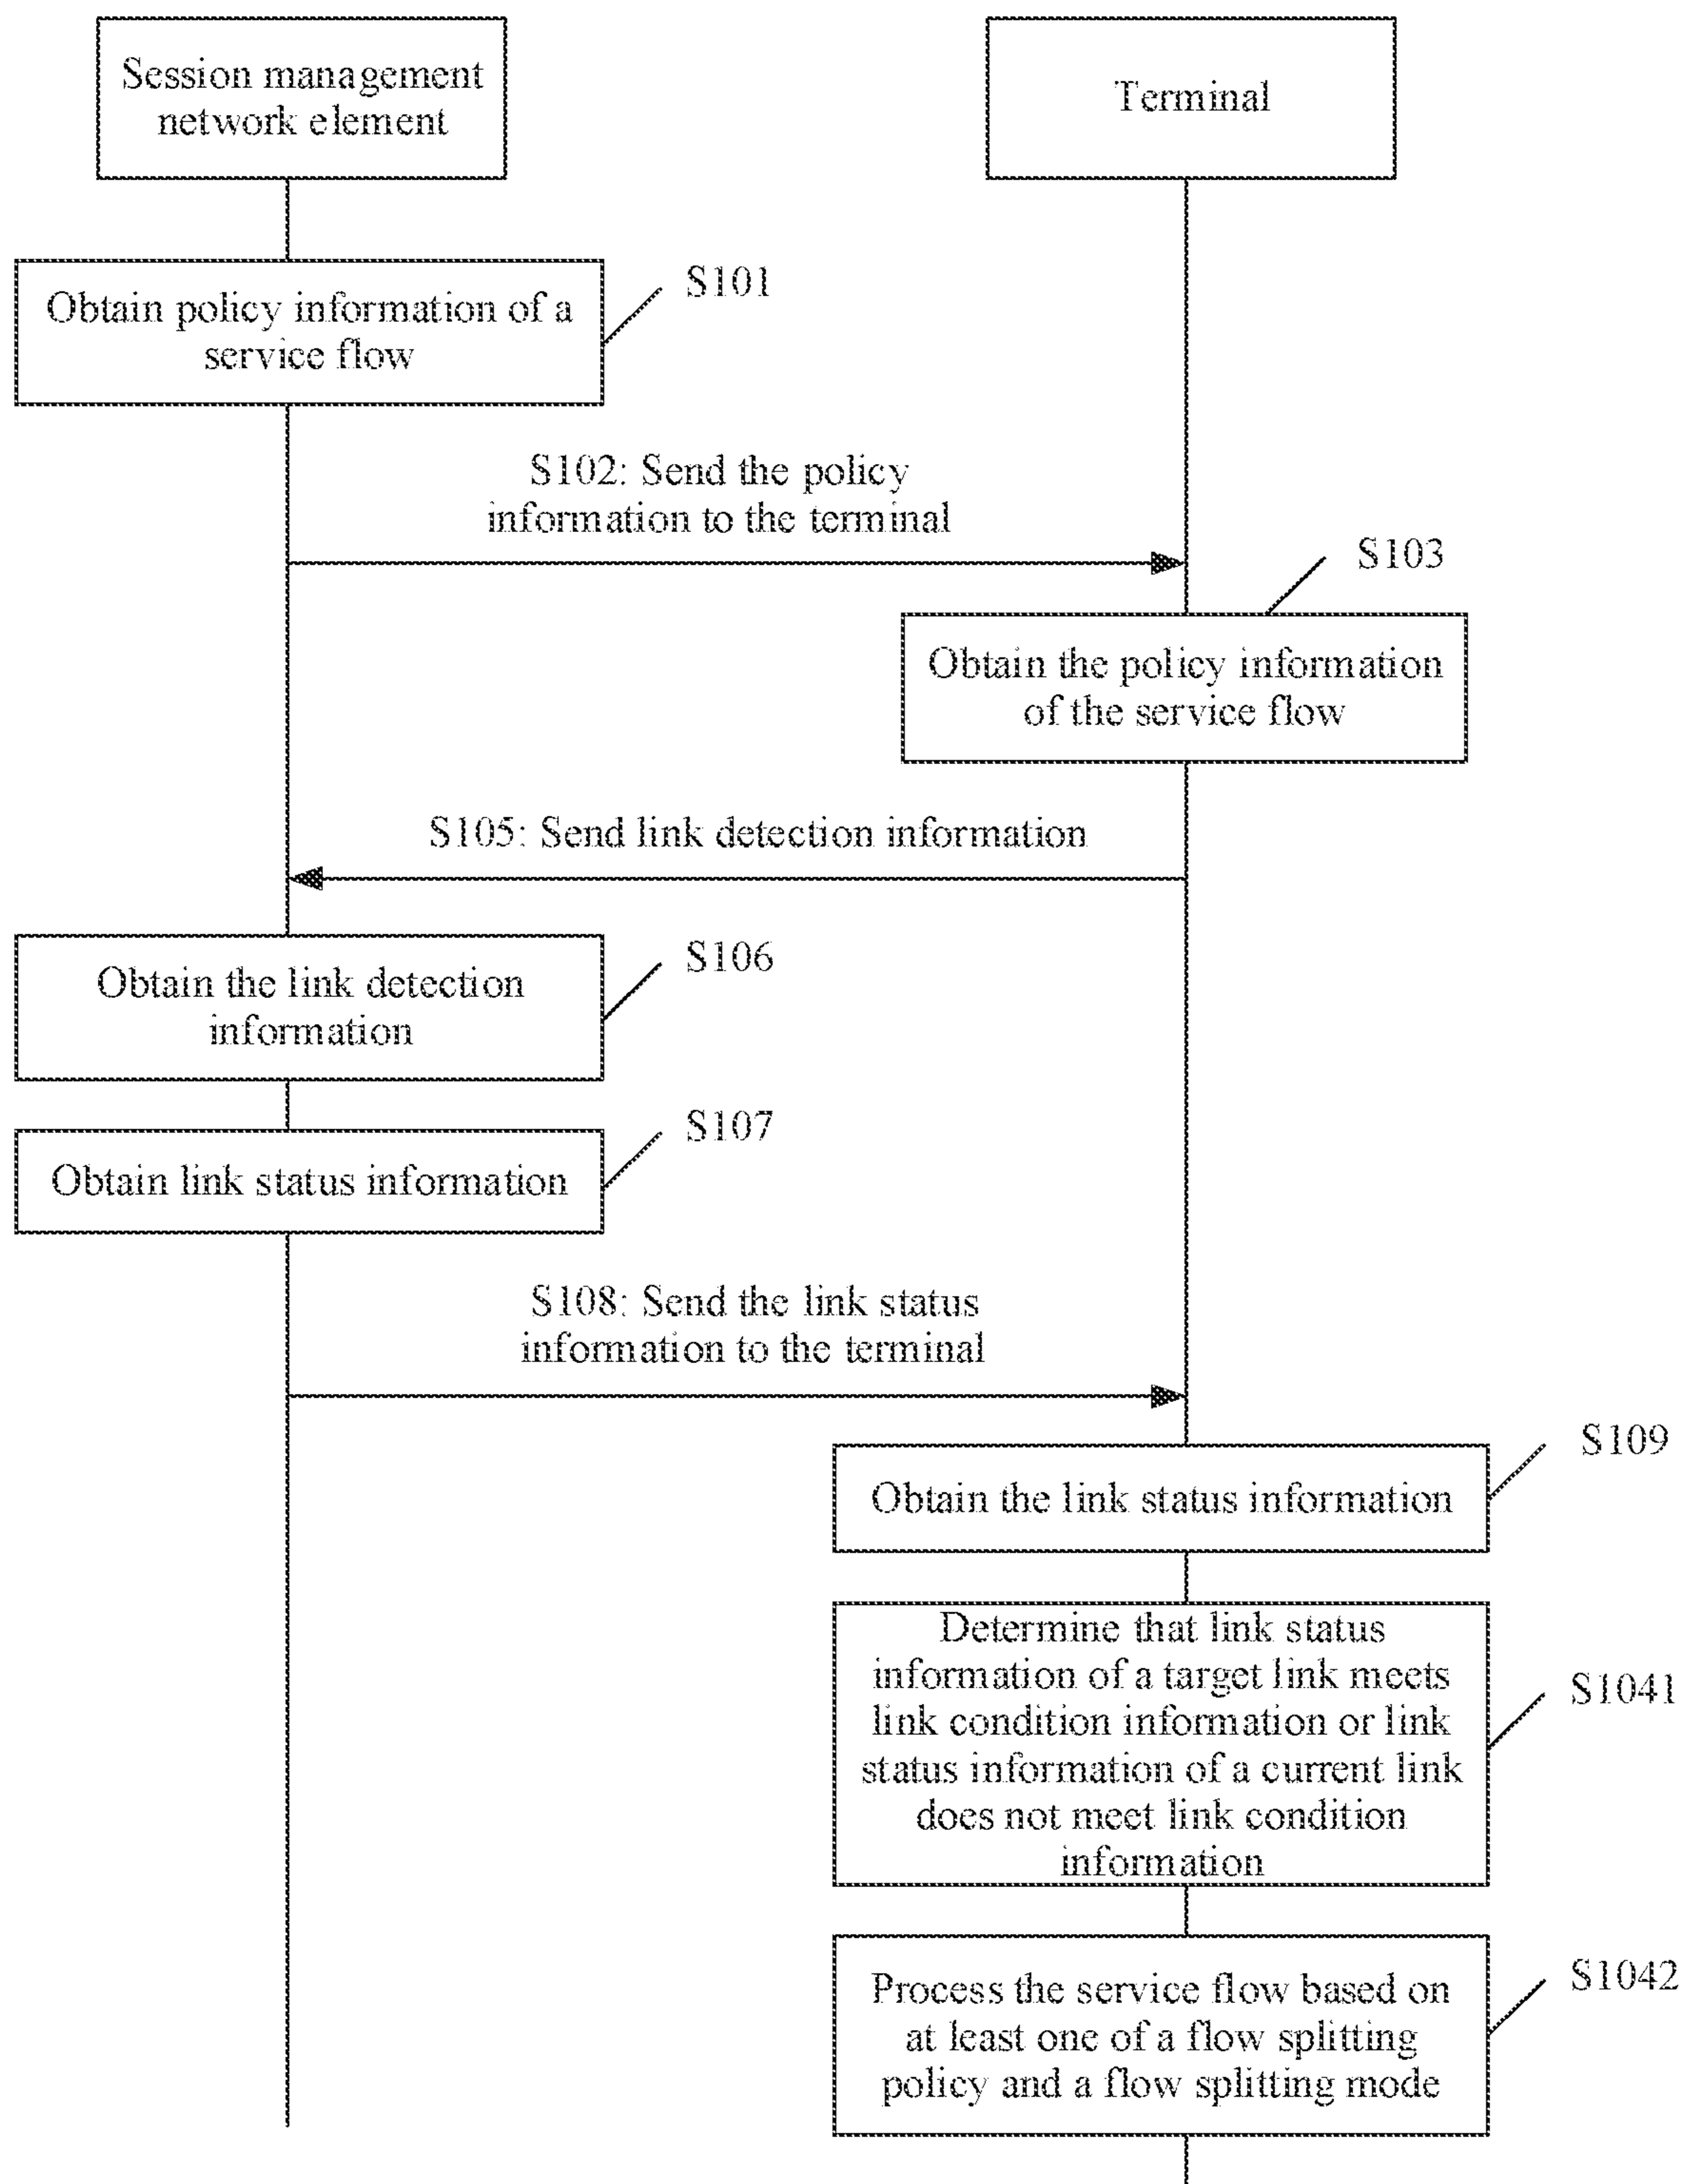 Session management
network element
Terminal
Obtain policy information of a
service flow
S101
S102: Send the policy
information to the terminal
S103
Obtain the policy information
of the service flow
S105: Send link detection information
Obtain the link detection
information
S106
Obtain link status information
S107
S108: Send the link status
information to the terminal
Obtain the link status information
S109
Determine that link status
information of a target link meets
link condition information or link
status information of a current link
does not meet link condition
information
S1041
Process the service flow based on
at least one of a flow splitting
policy and a flow splitting mode
S1042